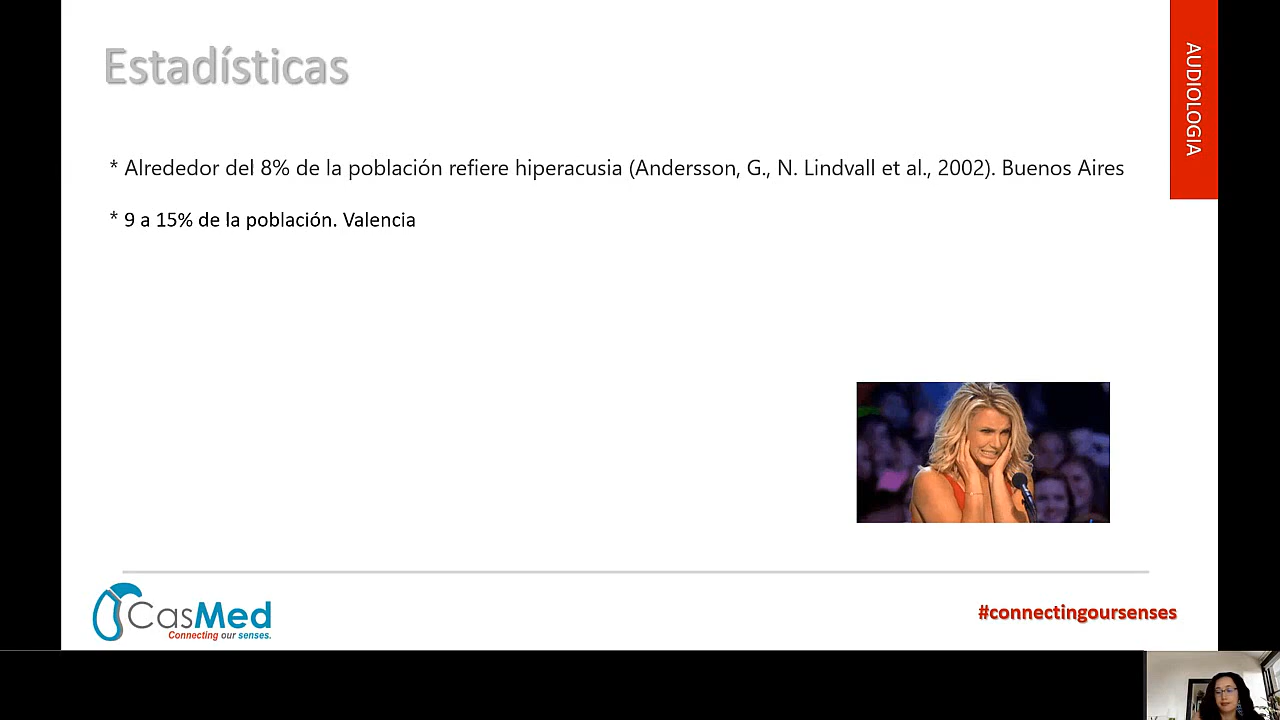 Estadísticas
AUDIOLOGIA
* Alrededor del 8% de la población refiere hiperacusia (Andersson, G., N. Lindvall et al., 2002). Buenos Aires
* 9 a 15% de la población. Valencia
CasMed
Connecting our senses.
#connectingoursenses